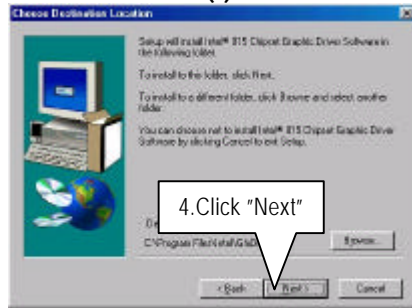 Choose Destination Location
Setup will install Intel® 815 Chipset Graphic Driver Software in
the following folder.
To install to this folder, click Next.
To install to a different folder, click Browse and select another
folder.
You can choose not to install Intel® 815 Chipset Graphic Driver
Software by clicking Cancel to exit Setup.
4.Click "Next"
C:\Program Files\Intel\
Browse...
< Back
Next >
Cancel